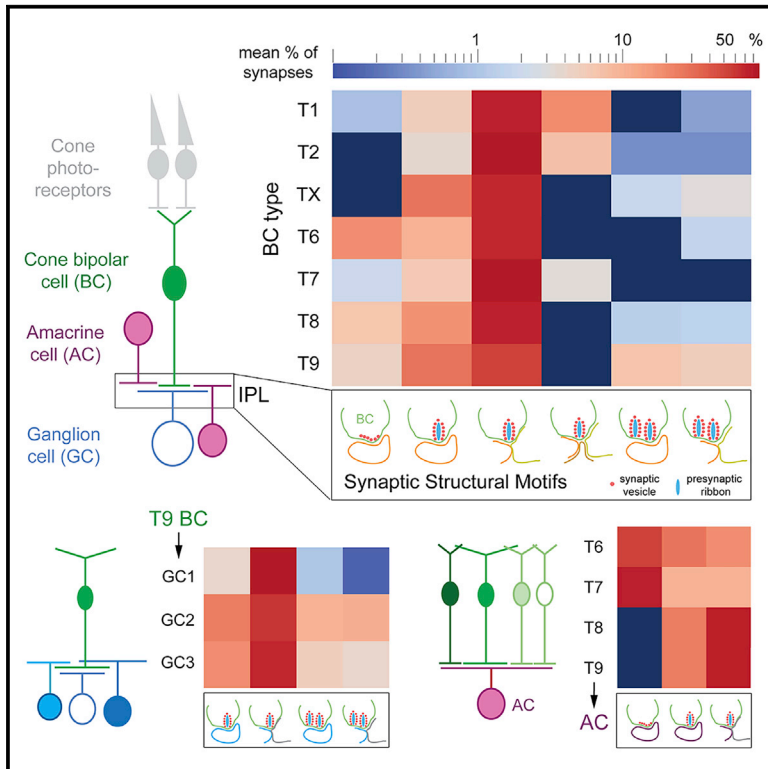 mean % of
synapses
1
10
50
%
Cone
photo-
receptors
Cone bipolar
cell (BC)
Amacrine
cell (AC)
IPL
Ganglion
cell (GC)
BC type
T1
T2
TX
T6
T7
T8
T9
BC
Synaptic Structural Motifs
synaptic
vesicle
presynaptic
ribbon
T9 BC
GC1
GC2
GC3
AC
T6
T7
T8
T9
AC